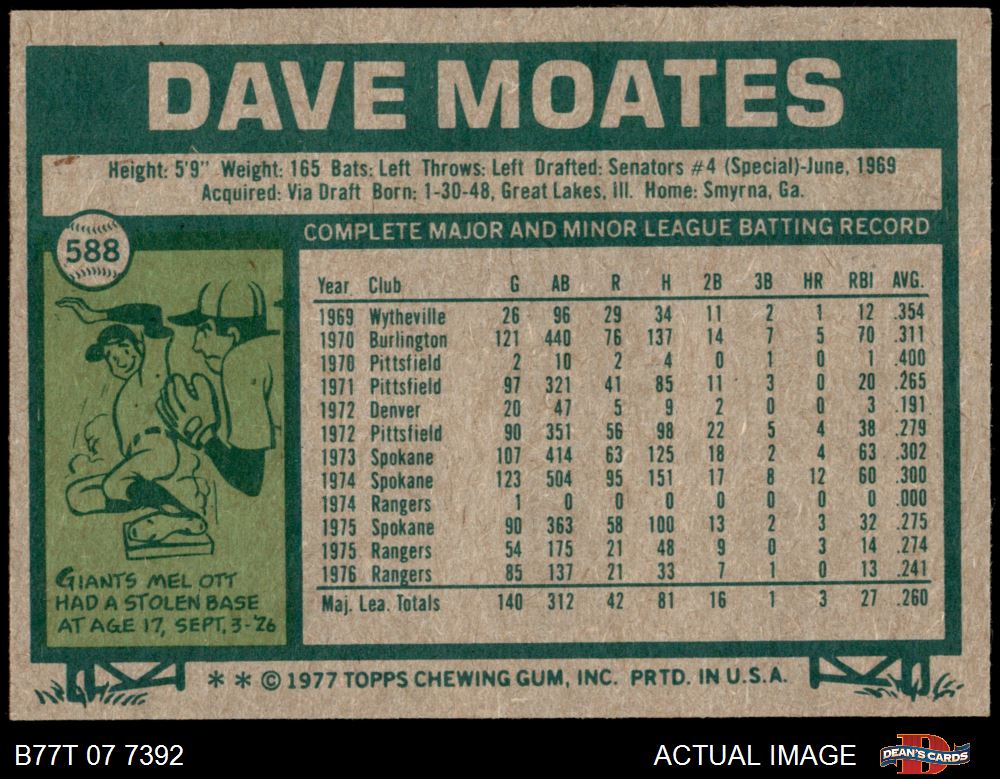 DAVE MOATES
Height: 5'9" Weight: 165 Bats: Left Throws: Left Drafted: Senators #4 (Special)-June, 1969
Acquired: Via Draft Born: 1-30-48, Great Lakes, Ill. Home: Smyrna, Ga.
588
COMPLETE MAJOR AND MINOR LEAGUE BATTING RECORD
Year Club G AB R H 2B 3B HR RBI AVG.
1969 Wytheville 26 96 29 34 11 2 1 12 .354
1970 Burlington 121 440 76 137 14 7 5 70 .311
1970 Pittsfield 2 10 2 4 0 1 0 1 .400
1971 Pittsfield 97 321 41 85 11 3 0 20 .265
1972 Denver 20 47 5 9 2 0 0 3 .191
1972 Pittsfield 90 351 56 98 22 5 4 38 .279
1973 Spokane 107 414 63 125 18 2 4 63 .302
1974 Spokane 123 504 95 151 17 8 12 60 .300
1974 Rangers 1 0 0 0 0 0 0 0 .000
1975 Spokane 90 363 58 100 13 2 3 32 .275
1975 Rangers 54 175 21 48 9 0 3 14 .274
1976 Rangers 85 137 21 33 7 1 0 13 .241
Maj. Lea. Totals 140 312 42 81 16 1 3 27 .260
GIANTS MEL OTT
HAD A STOLEN BASE
AT AGE 17, SEPT. 3-'26
* * © 1977 TOPPS CHEWING GUM, INC. PRTD. IN U.S.A.
B77T 07 7392
ACTUAL IMAGE
DEAN'S CARDS